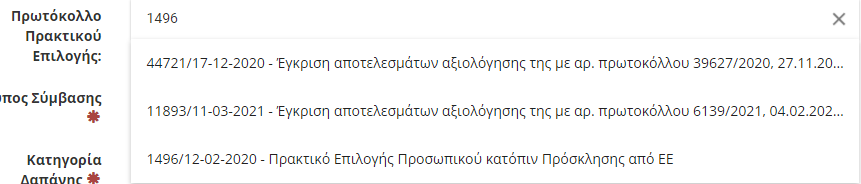 Πρωτόκολλο
Πρακτικού
Επιλογής:
1496
44721/17-12-2020 - Έγκριση αποτελεσμάτων αξιολόγησης της με αρ. πρωτοκόλλου 39627/2020, 27.11.20...
11893/11-03-2021 - Έγκριση αποτελεσμάτων αξιολόγησης της με αρ. πρωτοκόλλου 6139/2021, 04.02.202...
1496/12-02-2020 - Πρακτικό Επιλογής Προσωπικού κατόπιν Πρόσκλησης από ΕΕ
πος Σύμβασης
Κατηγορία
Δαπάνης